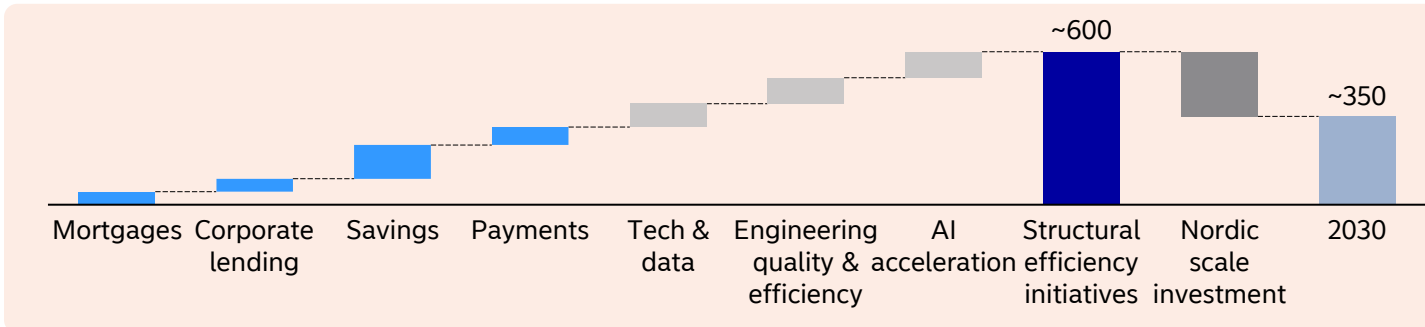 ~600
~350
Mortgages
Corporate
lending
Savings
Payments
Tech &
data
Engineering
quality &
efficiency
AI
acceleration
Structural
efficiency
initiatives
Nordic
scale
investment
2030